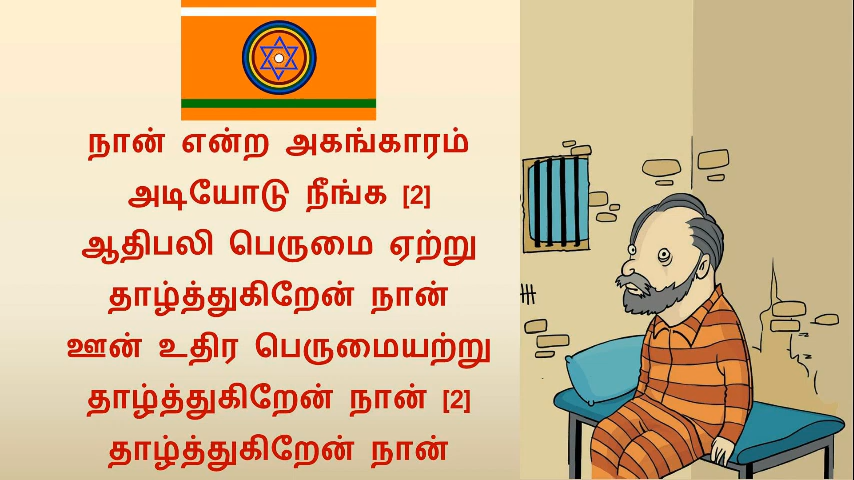 நான் என்ற அகங்காரம்
அடியோடு நீங்க [2]
ஆதிபலி பெருமை ஏற்று
தாழ்த்துகிறேன் நான்
ஊன் உதிர பெருமையற்று
தாழ்த்துகிறேன் நான் [2]
தாழ்த்துகிறேன் நான்